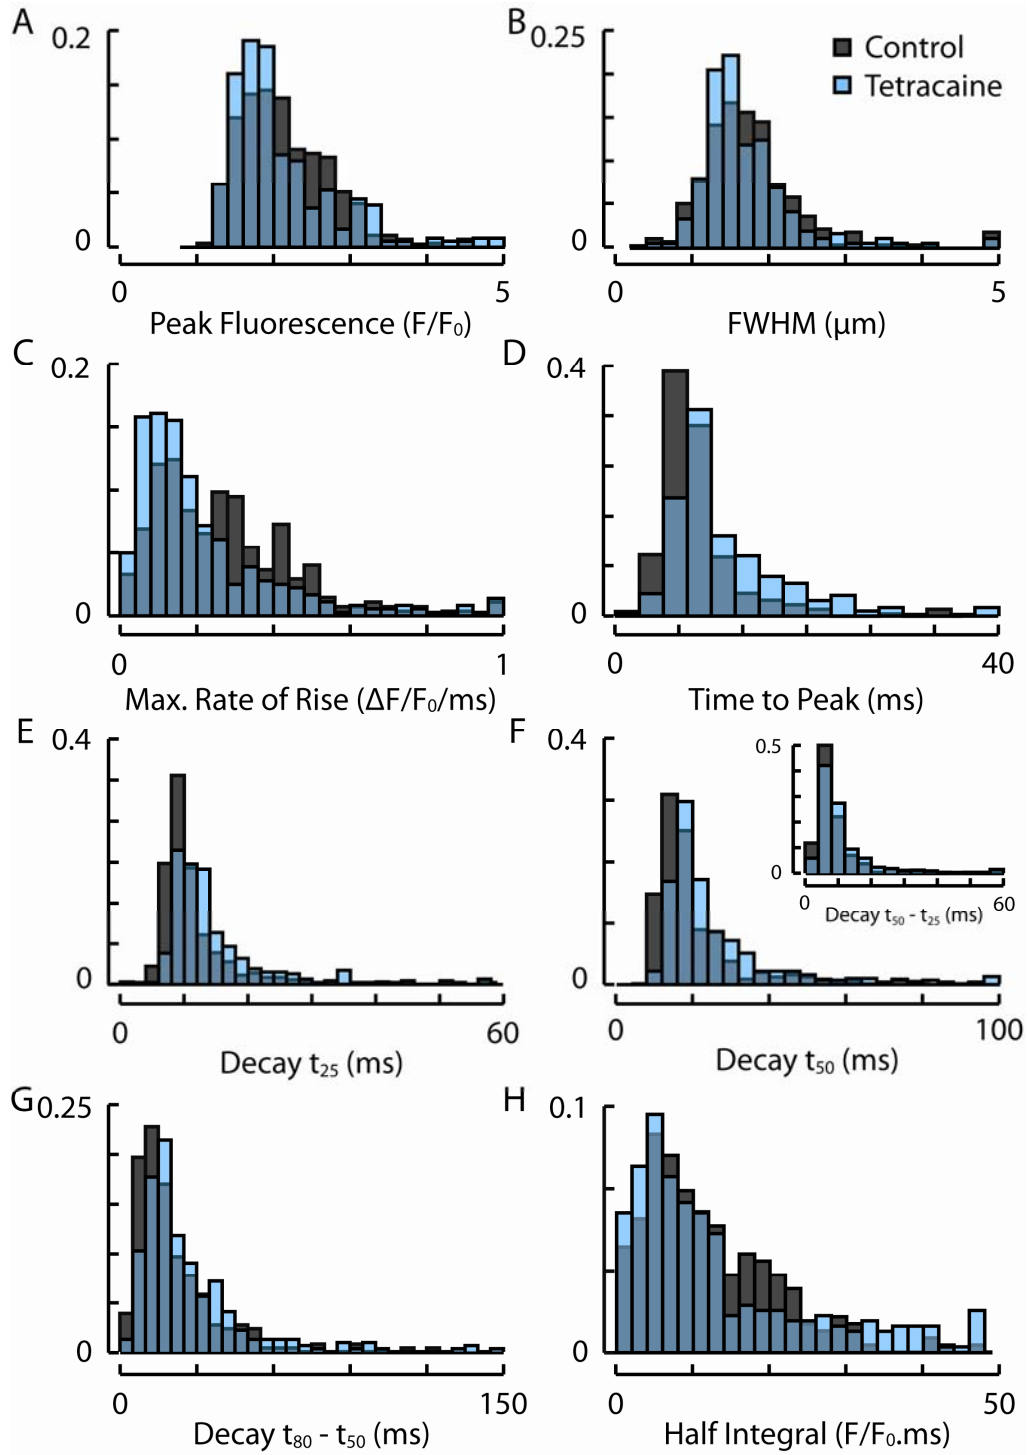 A
0.2
0
0
5
Peak Fluorescence (F/F₀)
B
0.25
0
0
5
FWHM (μm)
Control
Tetracaine
C
0.2
0
0
1
Max. Rate of Rise (ΔF/F₀/ms)
D
0.4
0
0
40
Time to Peak (ms)
E
0.4
0
0
60
Decay t₂₅ (ms)
F
0.4
0
0
100
Decay t₅₀ (ms)
0.5
0
0
60
Decay t₅₀ - t₂₅ (ms)
G
0.25
0
0
150
Decay t₈₀ - t₅₀ (ms)
H
0.1
0
0
50
Half Integral (F/F₀.ms)